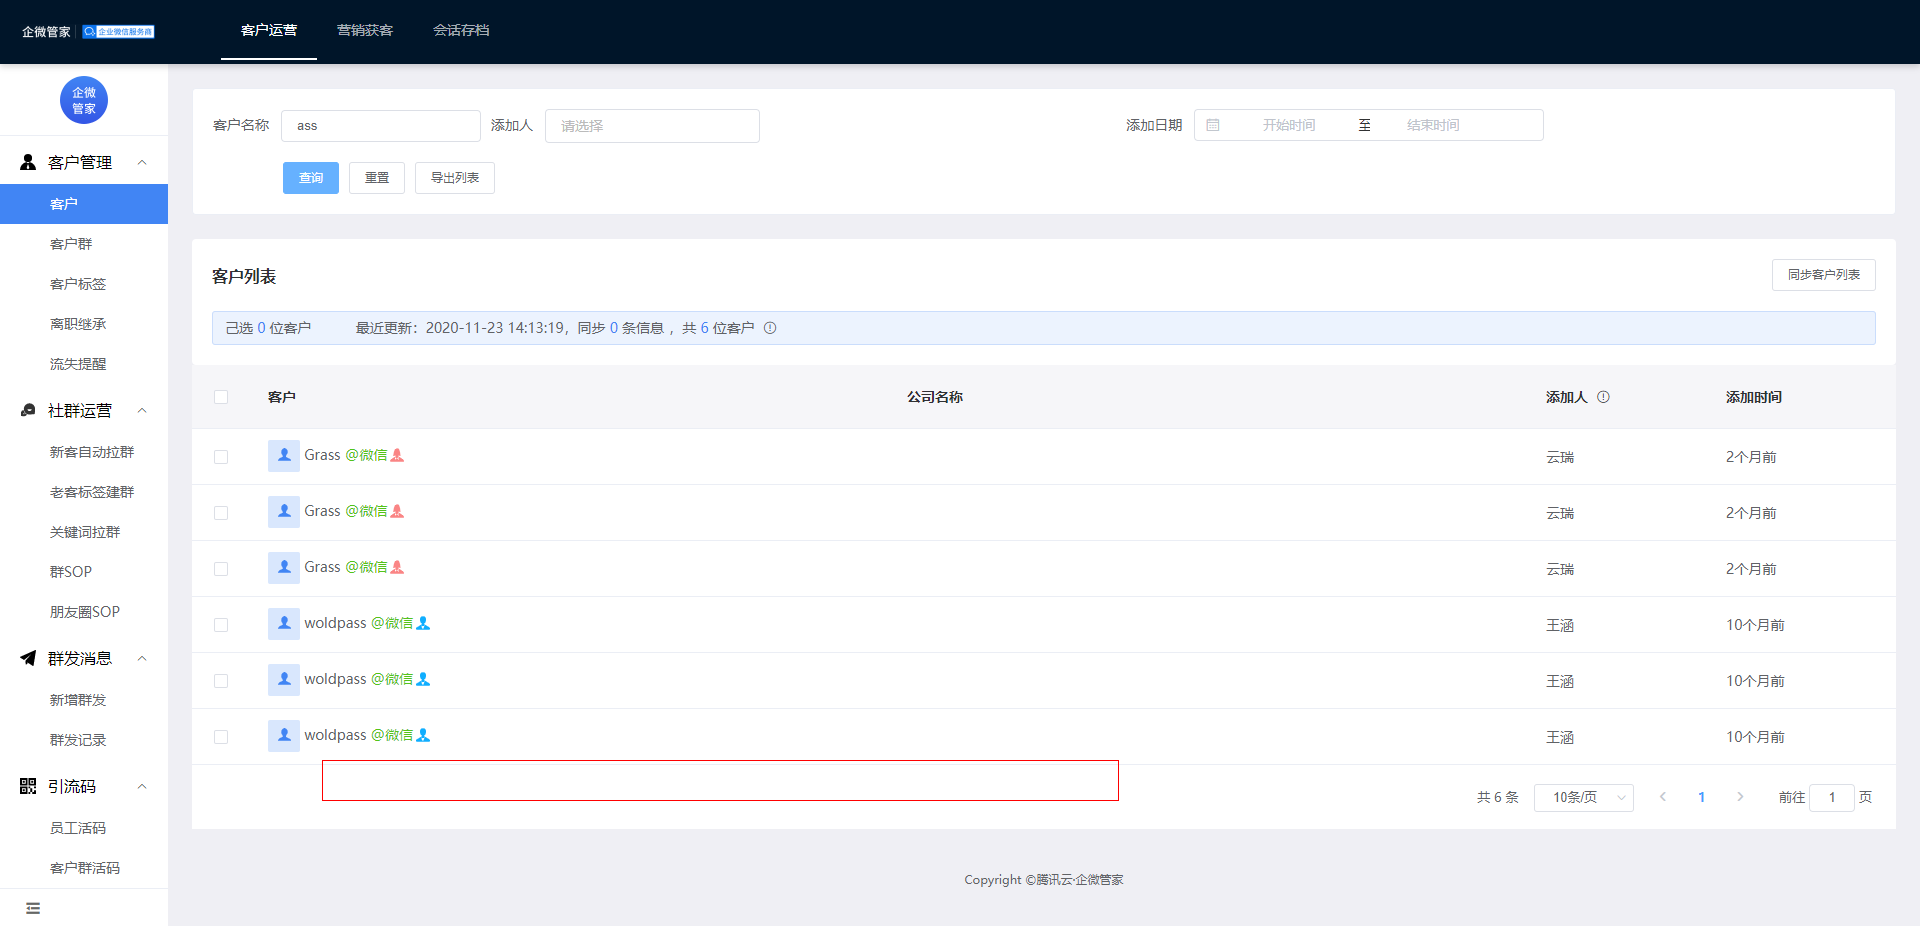 企微管家 企业微信服务商 客户运营 营销获客 会话存档
企微
管家
客户管理
客户
客户群
客户标签
离职继承
流失提醒
社群运营
新客自动拉群
老客标签建群
关键词拉群
群SOP
朋友圈SOP
群发消息
新增群发
群发记录
引流码
员工活码
客户群活码
客户名称 ass 添加人 请选择 添加日期 开始时间 至 结束时间
查询 重置 导出列表
客户列表 同步客户列表
已选 0 位客户 最近更新：2020-11-23 14:13:19，同步 0 条信息 ，共 6 位客户
客户 公司名称 添加人 添加时间
Grass @微信 云瑞 2个月前
Grass @微信 云瑞 2个月前
Grass @微信 云瑞 2个月前
woldpass @微信 王涵 10个月前
woldpass @微信 王涵 10个月前
woldpass @微信 王涵 10个月前
共 6 条 10条/页 1 前往 1 页
Copyright ©腾讯云·企微管家